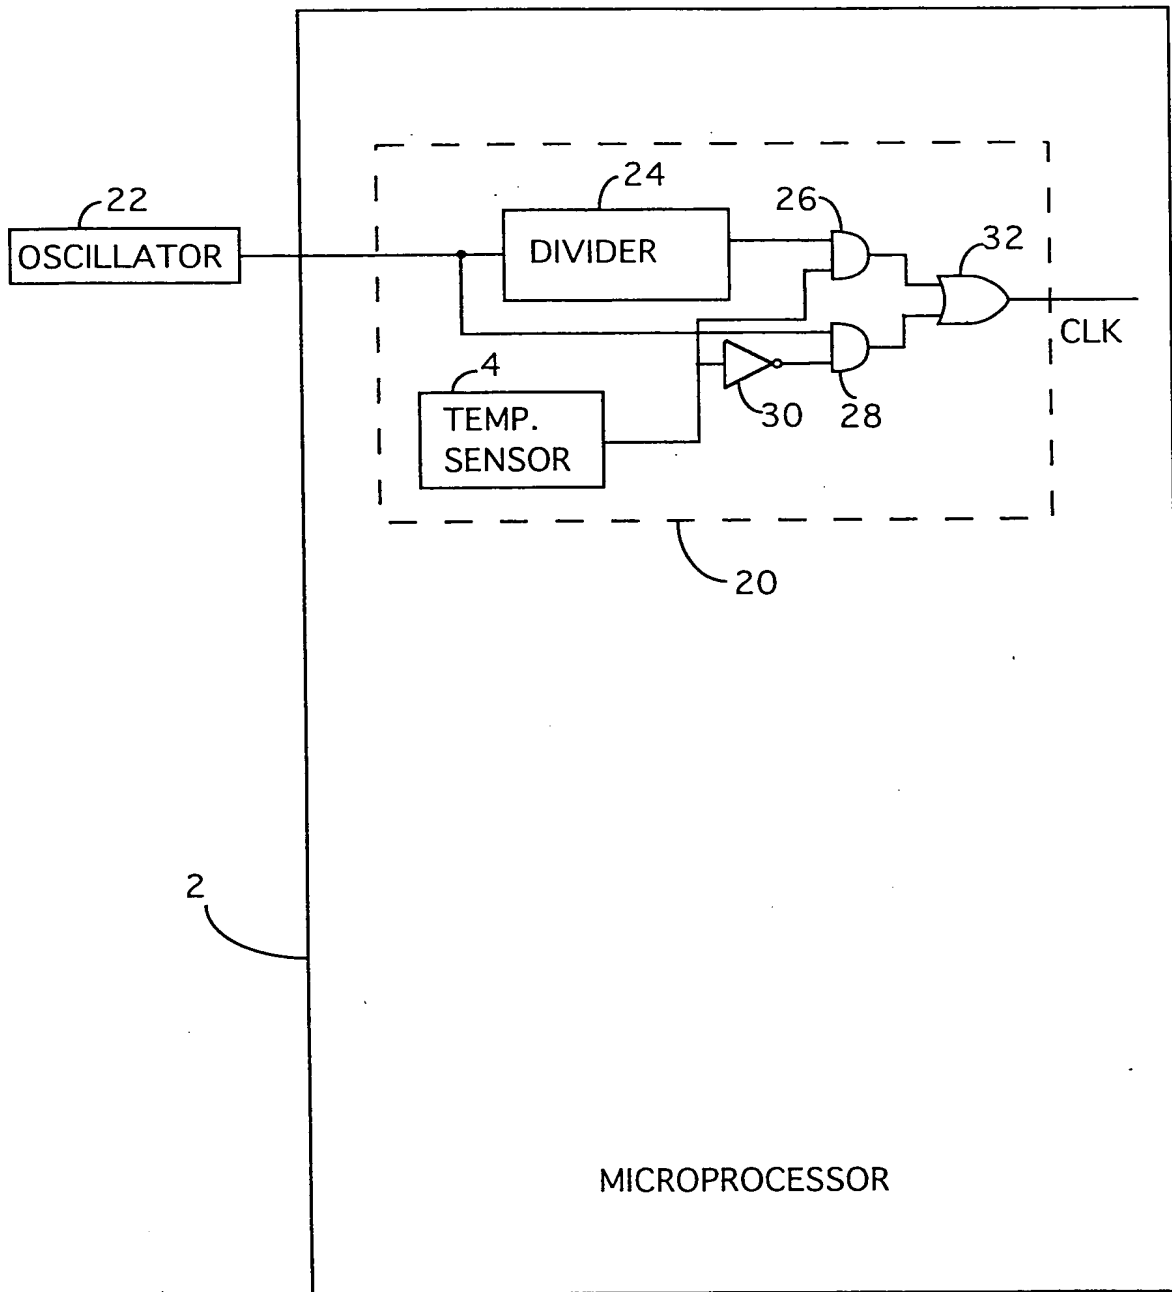 24
26
22
32
OSCILLATOR
DIVIDER
CLK
4
30
28
TEMP.
SENSOR
20
2
MICROPROCESSOR